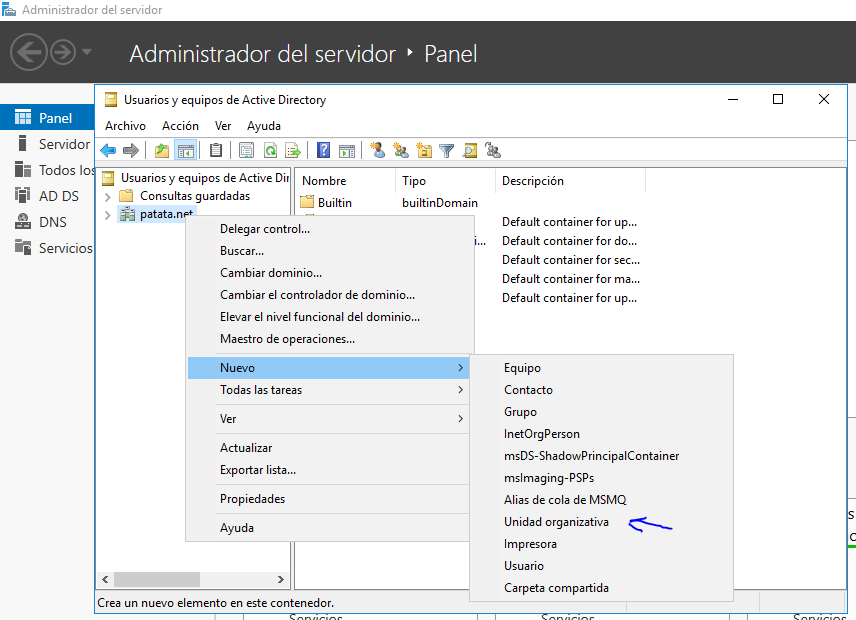 Administrador del servidor
Administrador del servidor ‣ Panel
Usuarios y equipos de Active Directory
Archivo Acción Ver Ayuda
Panel
Servidor
Todos los
AD DS
DNS
Servicios
Usuarios y equipos de Active Dir
Consultas guardadas
patata.net
Nombre Tipo Descripción
Builtin builtinDomain
Default container for up...
i... Default container for do...
Default container for sec...
Default container for ma...
Default container for up...
Delegar control...
Buscar...
Cambiar dominio...
Cambiar el controlador de dominio...
Elevar el nivel funcional del dominio...
Maestro de operaciones...
Nuevo
Todas las tareas
Ver
Actualizar
Exportar lista...
Propiedades
Ayuda
Equipo
Contacto
Grupo
InetOrgPerson
msDS-ShadowPrincipalContainer
msImaging-PSPs
Alias de cola de MSMQ
Unidad organizativa
Impresora
Usuario
Carpeta compartida
Crea un nuevo elemento en este contenedor.
Servicios Servicios Servicios